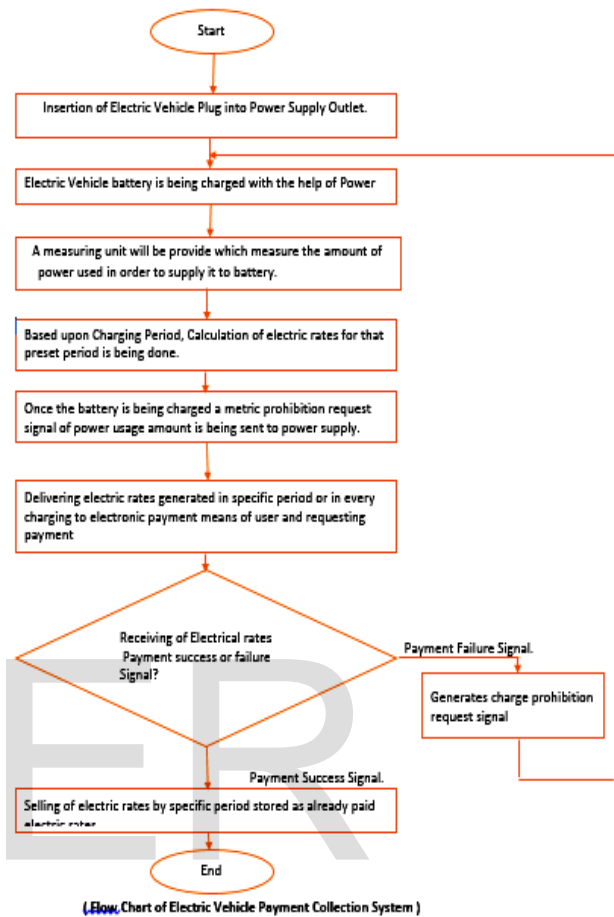 Start
Insertion of Electric Vehicle Plug into Power Supply Outlet.
Electric Vehicle battery is being charged with the help of Power
A measuring unit will be provide which measure the amount of
power used in order to supply it to battery.
Based upon Charging Period, Calculation of electric rates for that
preset period is being done.
Once the battery is being charged a metric prohibition request
signal of power usage amount is being sent to power supply.
Delivering electric rates generated in specific period or in every
charging to electronic payment means of user and requesting
payment
Receiving of Electrical rates
Payment success or failure
Signal?
Payment Failure Signal.
Generates charge prohibition
request signal
Payment Success Signal.
Selling of electric rates by specific period stored as already paid
electric rates
End
( Flow Chart of Electric Vehicle Payment Collection System )
ER